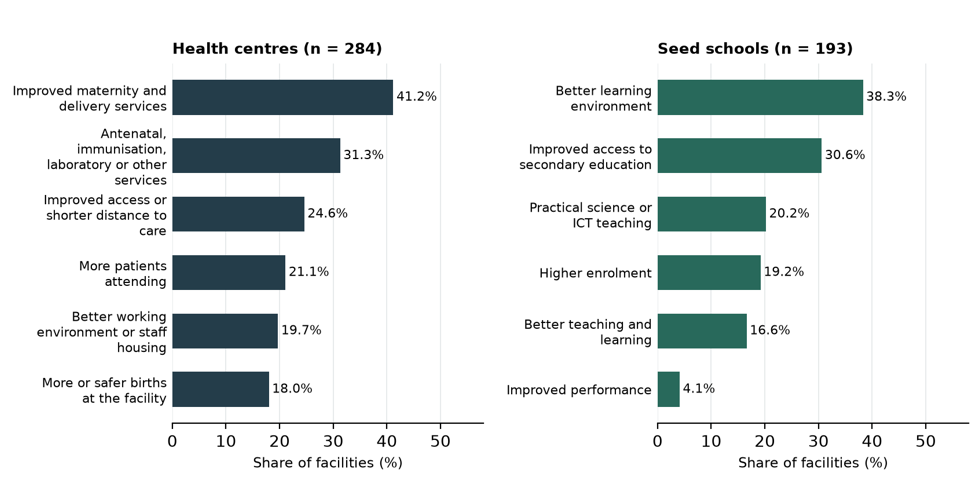 Health centres (n = 284)
Improved maternity and
delivery services
41.2%
Antenatal,
immunisation,
laboratory or other
services
31.3%
Improved access or
shorter distance to
care
24.6%
More patients
attending
21.1%
Better working
environment or staff
housing
19.7%
More or safer births
at the facility
18.0%
0 10 20 30 40 50
Share of facilities (%)
Seed schools (n = 193)
Better learning
environment
38.3%
Improved access to
secondary education
30.6%
Practical science or
ICT teaching
20.2%
Higher enrolment
19.2%
Better teaching and
learning
16.6%
Improved performance
4.1%
0 10 20 30 40 50
Share of facilities (%)